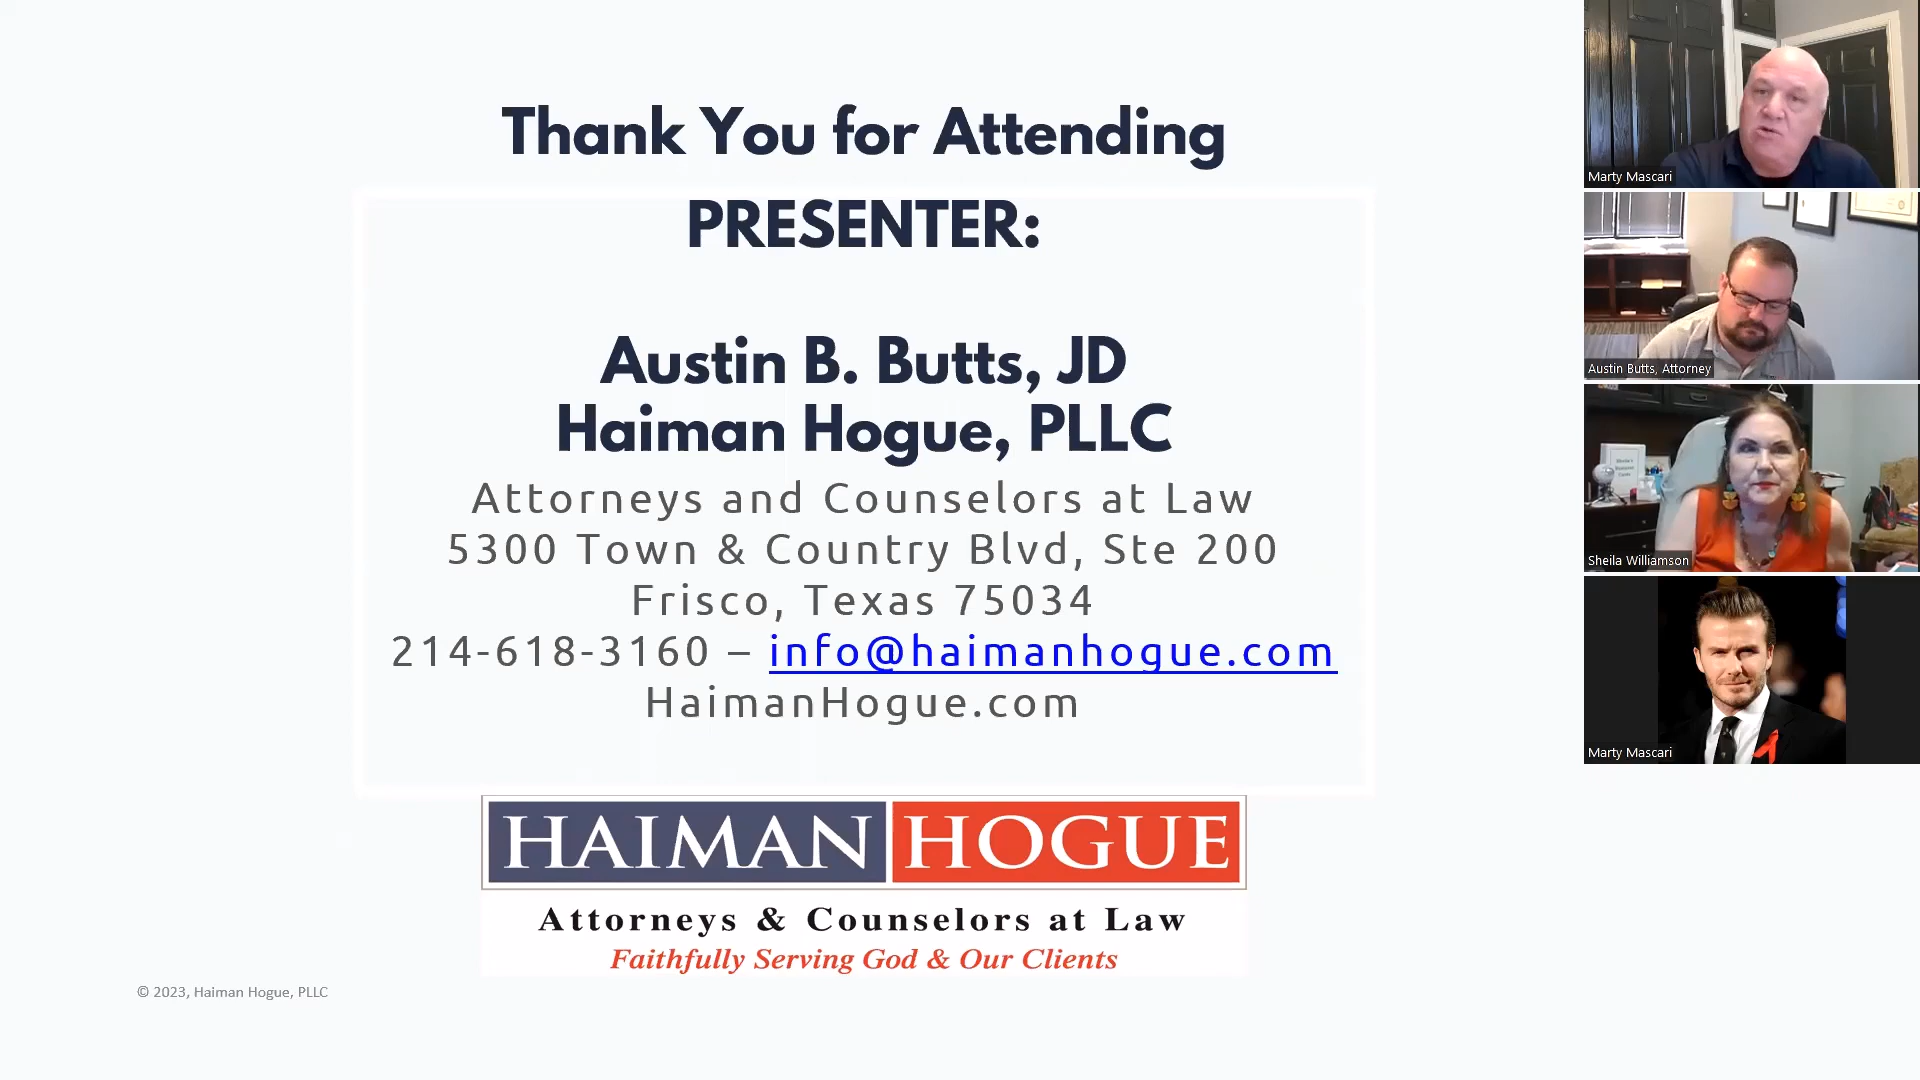 Thank You for Attending
PRESENTER:
Austin B. Butts, JD
Haiman Hogue, PLLC
Attorneys and Counselors at Law
5300 Town & Country Blvd, Ste 200
Frisco, Texas 75034
214-618-3160 – info@haimanhogue.com
HaimanHogue.com
HAIMAN HOGUE
Attorneys & Counselors at Law
Faithfully Serving God & Our Clients
© 2023, Haiman Hogue, PLLC
Marty Mascari
Austin Butts, Attorney
Sheila Williamson
Marty Mascari